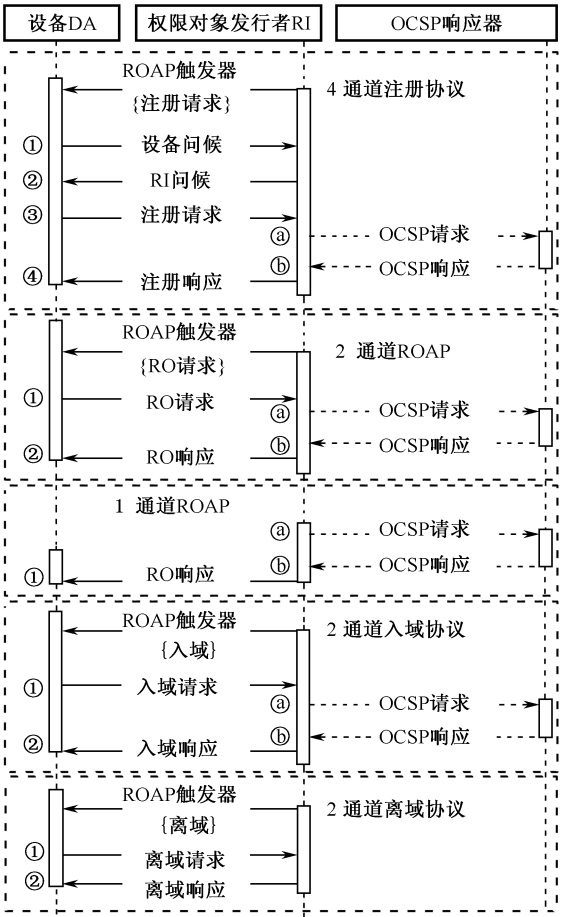 设备DA
权限对象发行者RI
OCSP响应器
ROAP触发器
{注册请求}
4 通道注册协议
① 设备问候
② RI问候
③ 注册请求
ⓐ OCSP请求
ⓑ OCSP响应
④ 注册响应
ROAP触发器
{RO请求}
2 通道ROAP
① RO请求
ⓐ OCSP请求
ⓑ OCSP响应
② RO响应
1 通道ROAP
ⓐ OCSP请求
ⓑ OCSP响应
① RO响应
ROAP触发器
{入域}
2 通道入域协议
① 入域请求
ⓐ OCSP请求
ⓑ OCSP响应
② 入域响应
ROAP触发器
{离域}
2 通道离域协议
① 离域请求
② 离域响应